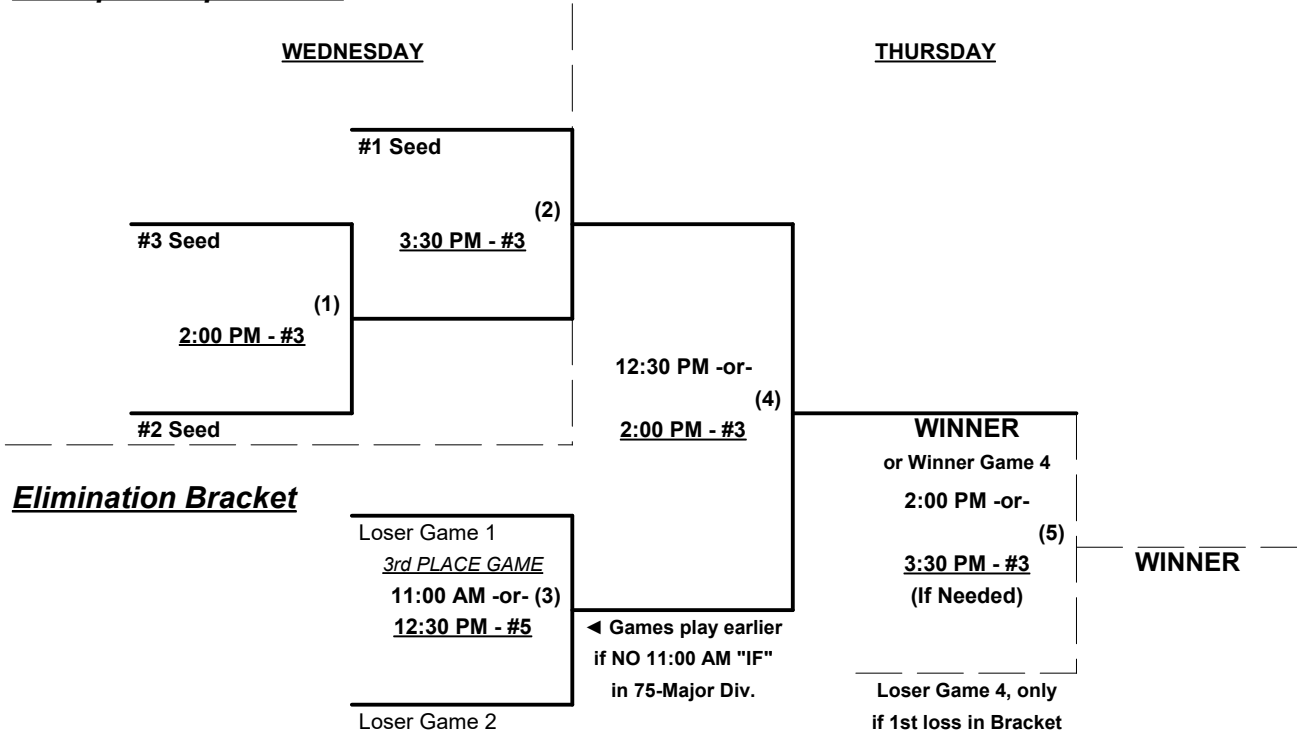 WEDNESDAY
THURSDAY
#1 Seed
(2)
#3 Seed
3:30 PM - #3
(1)
2:00 PM - #3
12:30 PM -or-
(4)
#2 Seed
2:00 PM - #3
WINNER
or Winner Game 4
Elimination Bracket
2:00 PM -or-
Loser Game 1
(5)
3rd PLACE GAME
3:30 PM - #3
WINNER
11:00 AM -or- (3)
(If Needed)
12:30 PM - #5
◄ Games play earlier
if NO 11:00 AM "IF"
in 75-Major Div.
Loser Game 4, only
Loser Game 2
if 1st loss in Bracket